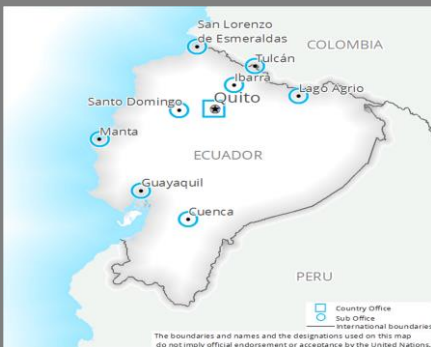 San Lorenzo
de Esmeraldas
COLOMBIA
Tulcán
Ibarra
Lago Agrio
Quito
Santo Domingo
Manta
ECUADOR
Guayaquil
Cuenca
PERU
Country Office
Sub Office
International boundaries
The boundaries and names and the designations used on this map
do not imply official endorsement or acceptance by the United Nations.